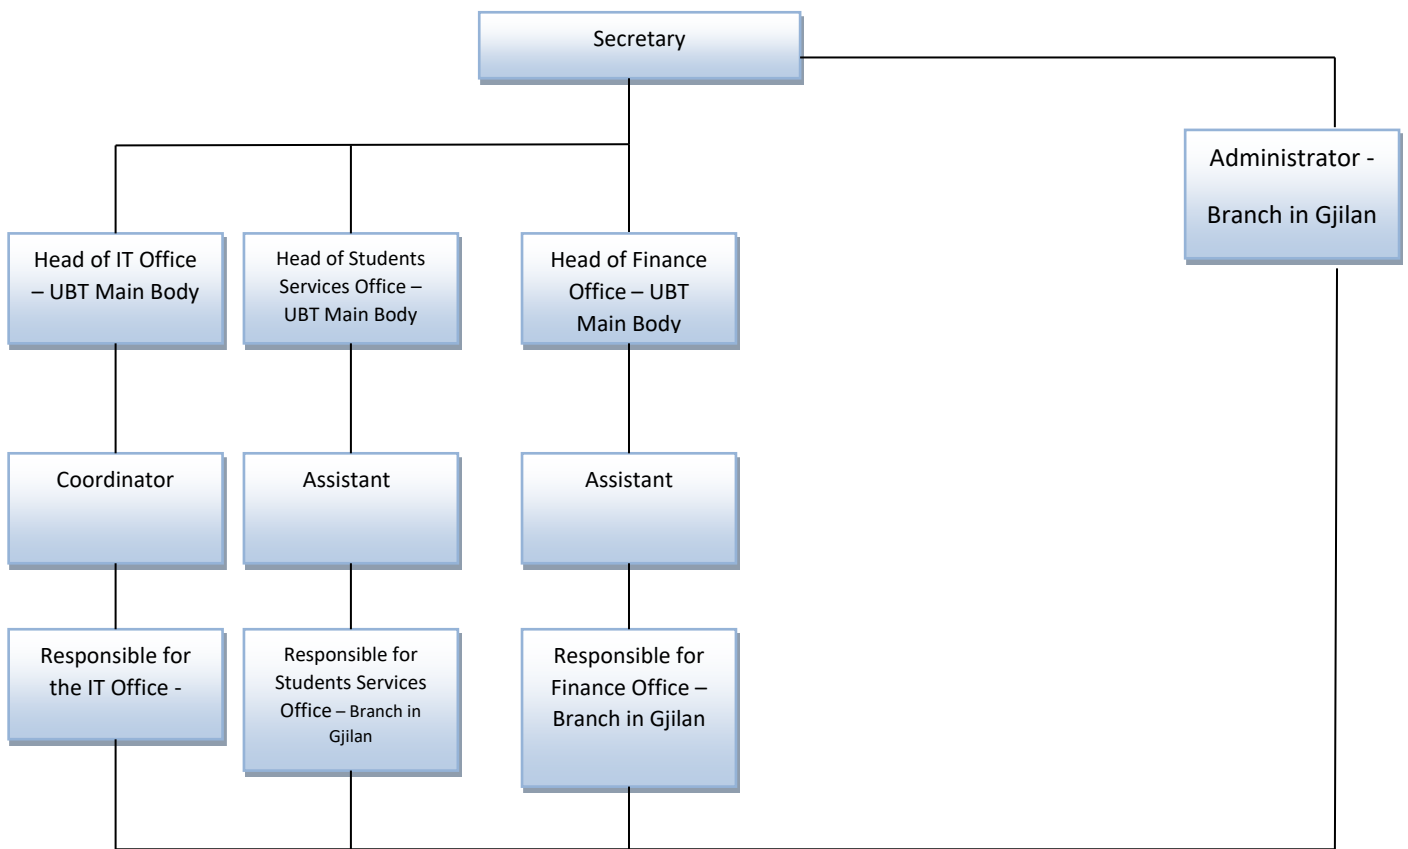 Secretary
Administrator -
Branch in Gjilan
Head of IT Office
– UBT Main Body
Head of Students
Services Office –
UBT Main Body
Head of Finance
Office – UBT
Main Body
Coordinator
Assistant
Assistant
Responsible for
the IT Office -
Responsible for
Students Services
Office – Branch in
Gjilan
Responsible for
Finance Office –
Branch in Gjilan